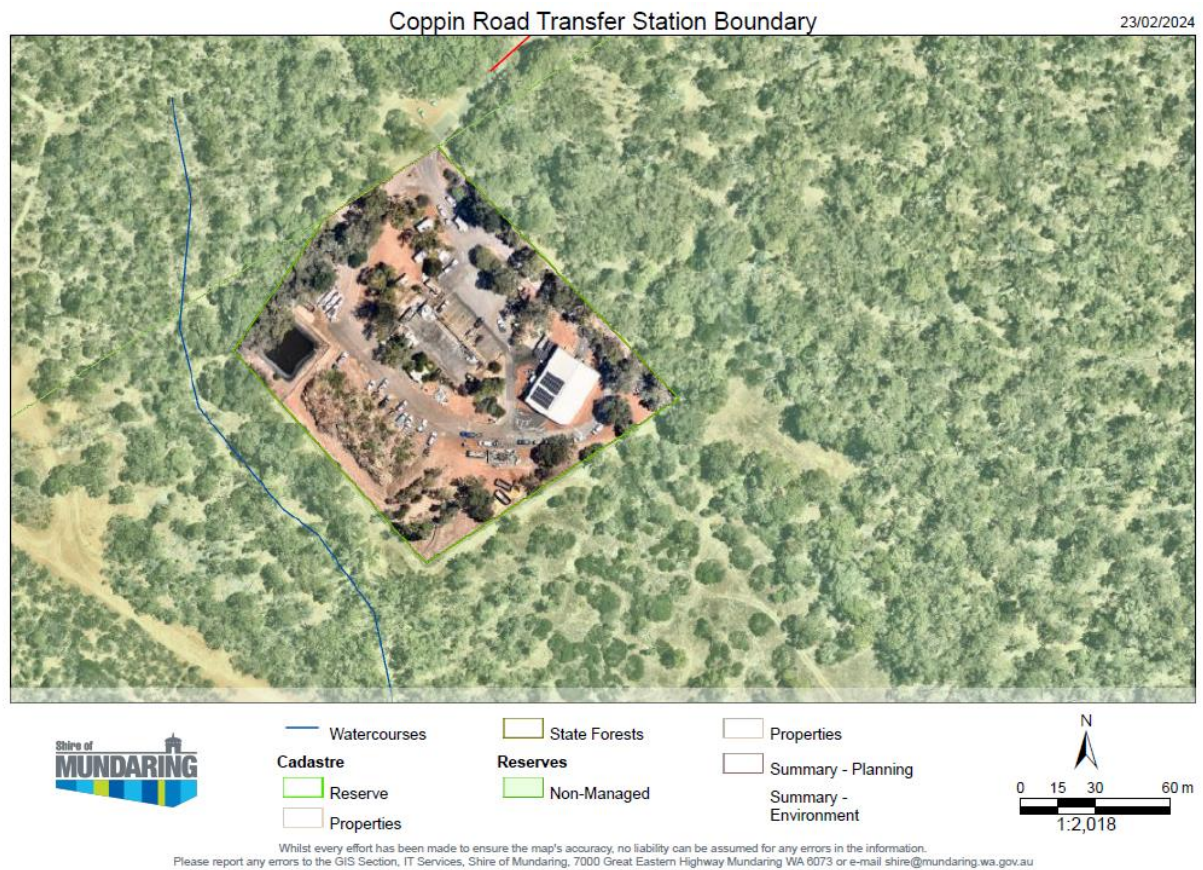 Coppin Road Transfer Station Boundary
23/02/2024
Shire of
MUNDARING
Watercourses
Cadastre
Reserve
Properties
State Forests
Reserves
Non-Managed
Properties
Summary - Planning
Summary -
Environment
N
0 15 30 60 m
1:2,018
Whilst every effort has been made to ensure the map's accuracy, no liability can be assumed for any errors in the information.
Please report any errors to the GIS Section, IT Services, Shire of Mundaring, 7000 Great Eastern Highway Mundaring WA 6073 or e-mail shire@mundaring.wa.gov.au